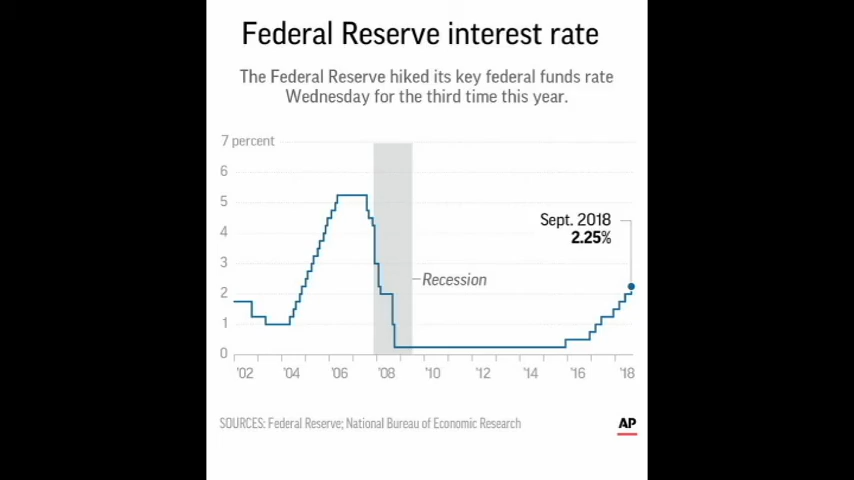 Federal Reserve interest rate
The Federal Reserve hiked its key federal funds rate
Wednesday for the third time this year.
7 percent
6
5
4
3
2
1
0
Sept. 2018
2.25%
Recession
'02 '04 '06 '08 '10 '12 '14 '16 '18
SOURCES: Federal Reserve; National Bureau of Economic Research
AP